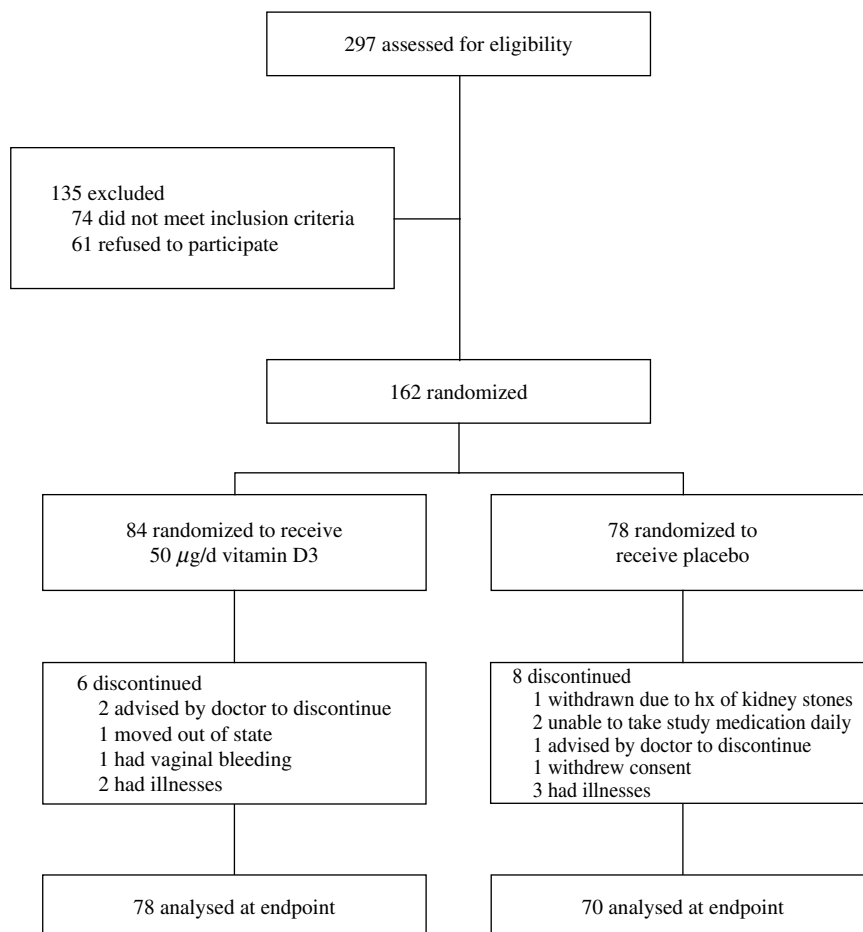 297 assessed for eligibility
135 excluded
74 did not meet inclusion criteria
61 refused to participate
162 randomized
84 randomized to receive
50 μg/d vitamin D3
78 randomized to
receive placebo
6 discontinued
2 advised by doctor to discontinue
1 moved out of state
1 had vaginal bleeding
2 had illnesses
8 discontinued
1 withdrawn due to hx of kidney stones
2 unable to take study medication daily
1 advised by doctor to discontinue
1 withdrew consent
3 had illnesses
78 analysed at endpoint
70 analysed at endpoint